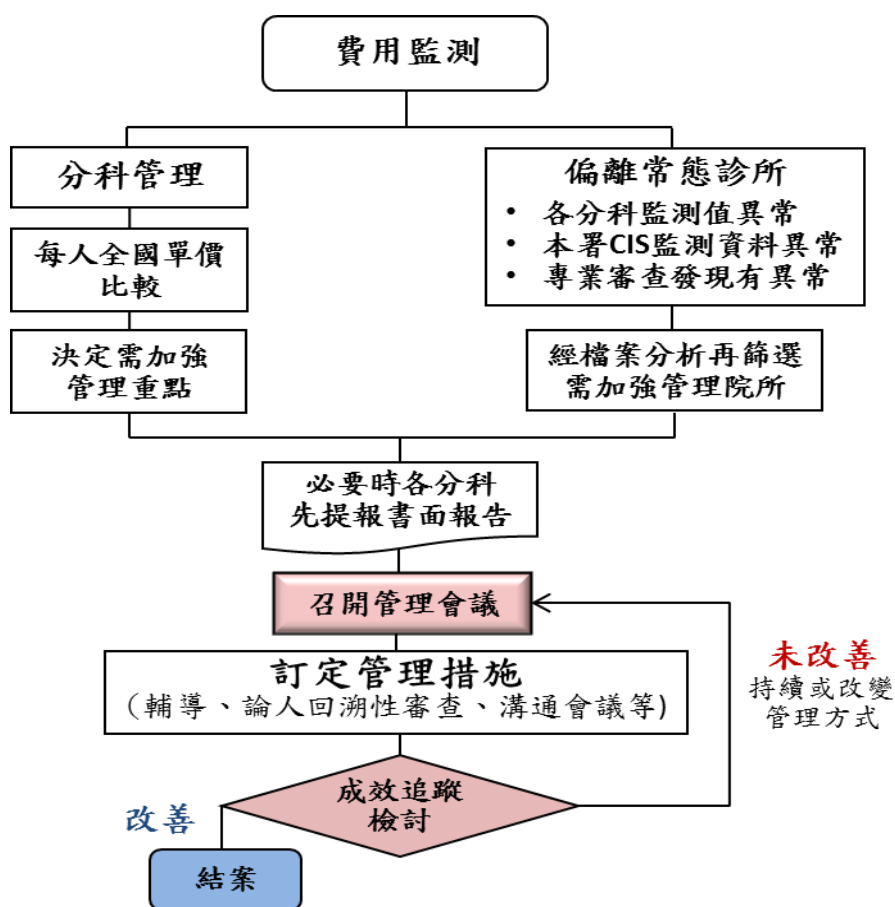 費用監測
分科管理
每人全國單價
比較
決定需加強
管理重點
偏離常態診所
• 各分科監測值異常
• 本署CIS監測資料異常
• 專業審查發現有異常
經檔案分析再篩選
需加強管理院所
必要時各分科
先提報書面報告
召開管理會議
訂定管理措施
（輔導、論人回溯性審查、溝通會議等)
未改善
持續或改變
管理方式
成效追蹤
檢討
改善
結案